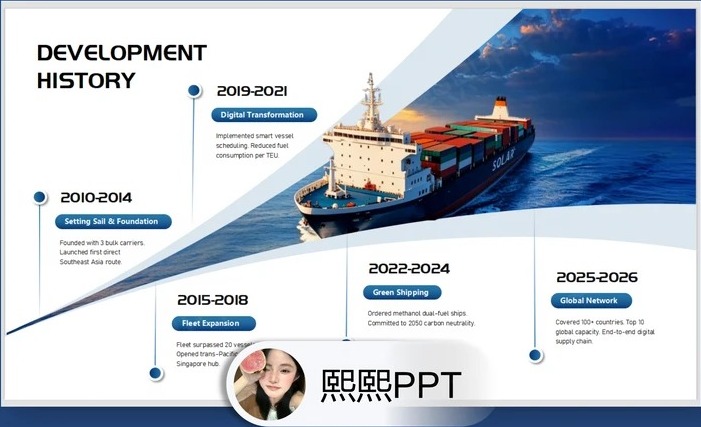 DEVELOPMENT
HISTORY
2010-2014
Setting Sail & Foundation
Founded with 3 bulk carriers.
Launched first direct
Southeast Asia route.
2015-2018
Fleet Expansion
Fleet surpassed 20
Opened trans-Pacific
Singapore hub.
2019-2021
Digital Transformation
Implemented smart vessel
scheduling. Reduced fuel
consumption per TEU.
SOLAR
2022-2024
Green Shipping
Ordered methanol dual-fuel ships.
Committed to 2050 carbon neutrality.
2025-2026
Global Network
Covered 100+ countries. Top 10
global capacity. End-to-end digital
supply chain.
熙熙PPT